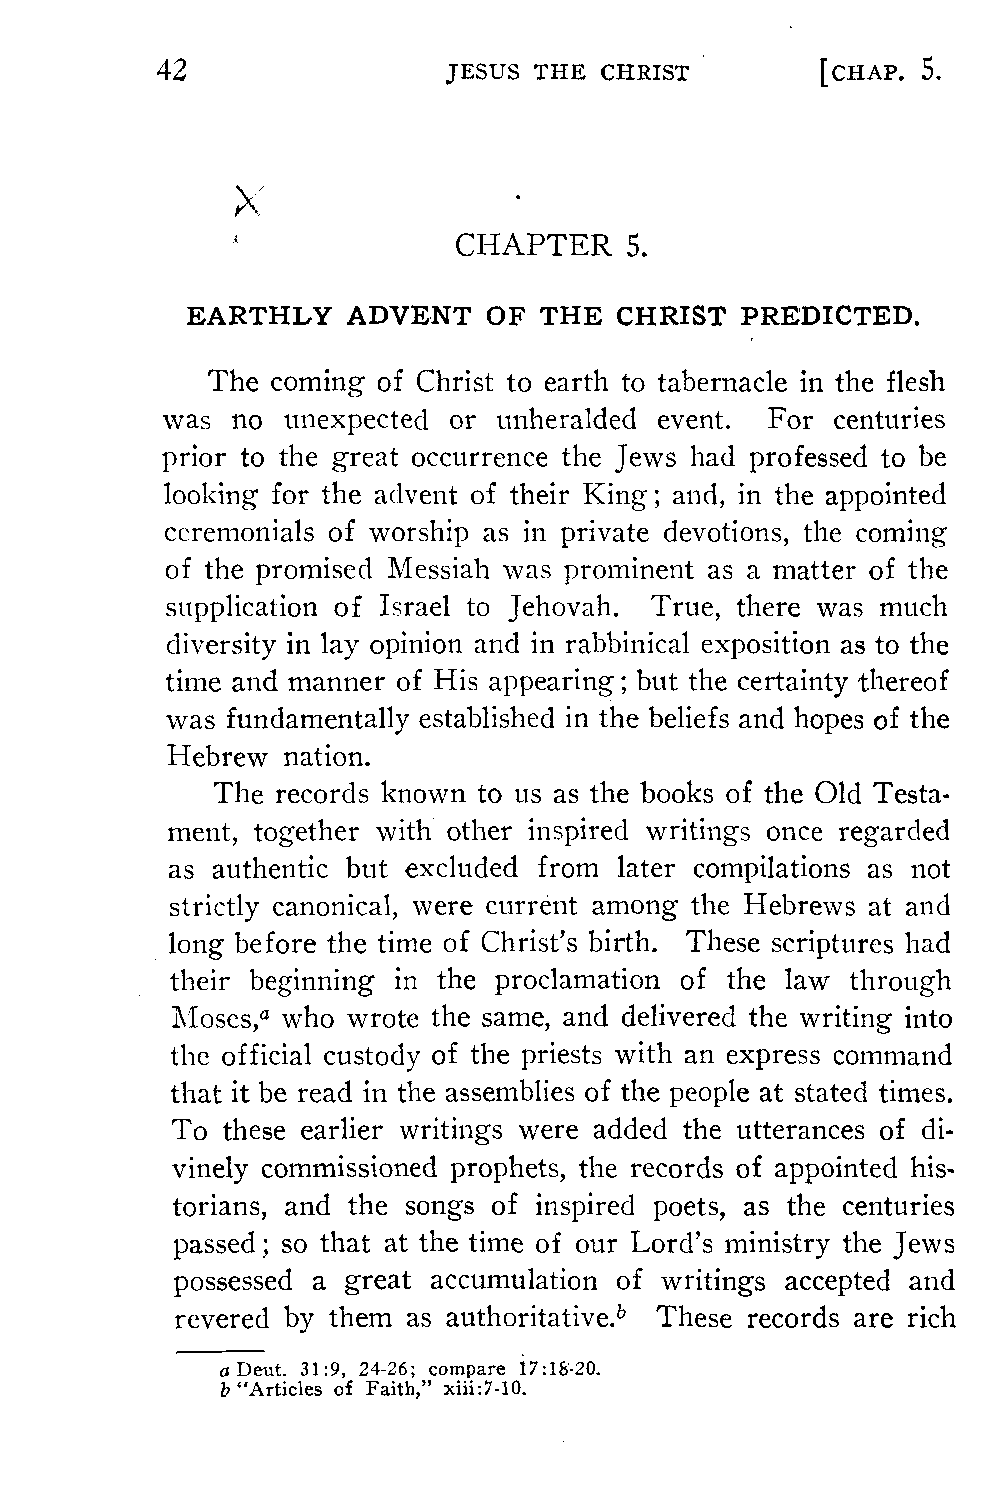 42 JESUS THE CHRIST [CHAP. 5.
X
CHAPTER 5.
EARTHLY ADVENT OF THE CHRIST PREDICTED.
The coming of Christ to earth to tabernacle in the flesh
was no unexpected or unheralded event. For centuries
prior to the great occurrence the Jews had professed to be
looking for the advent of their King; and, in the appointed
ceremonials of worship as in private devotions, the coming
of the promised Messiah was prominent as a matter of the
supplication of Israel to Jehovah. True, there was much
diversity in lay opinion and in rabbinical exposition as to the
time and manner of His appearing; but the certainty thereof
was fundamentally established in the beliefs and hopes of the
Hebrew nation.
The records known to us as the books of the Old Testa-
ment, together with other inspired writings once regarded
as authentic but excluded from later compilations as not
strictly canonical, were current among the Hebrews at and
long before the time of Christ's birth. These scriptures had
their beginning in the proclamation of the law through
Moses,a who wrote the same, and delivered the writing into
the official custody of the priests with an express command
that it be read in the assemblies of the people at stated times.
To these earlier writings were added the utterances of di-
vinely commissioned prophets, the records of appointed his-
torians, and the songs of inspired poets, as the centuries
passed; so that at the time of our Lord's ministry the Jews
possessed a great accumulation of writings accepted and
revered by them as authoritative.b These records are rich
a Deut. 31:9, 24-26; compare 17:18-20.
b "Articles of Faith," xiii:7-10.